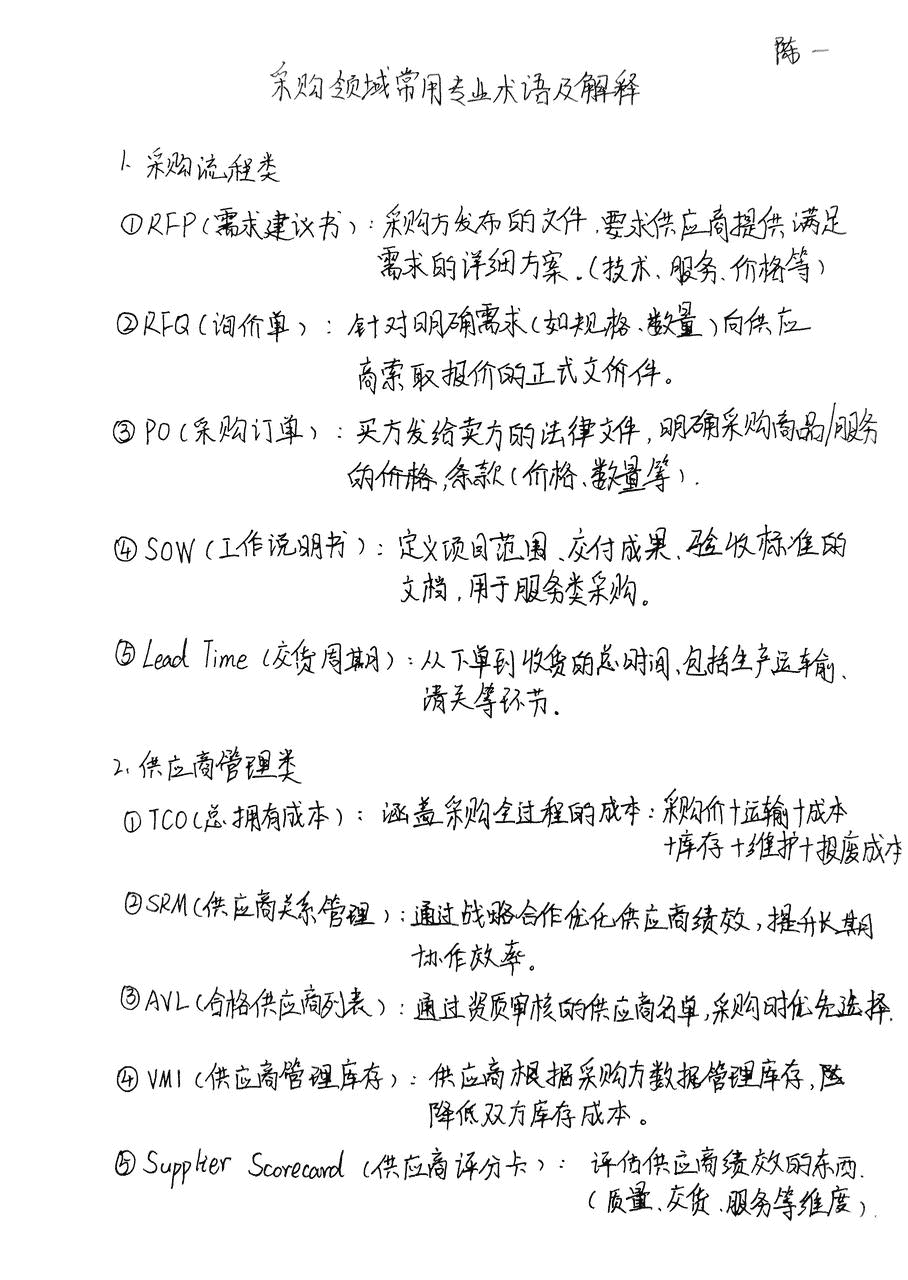 陈一
采购领域常用专业术语及解释
1. 采购流程类
①RFP(需求建议书)：采购方发布的文件，要求供应商提供满足
需求的详细方案。(技术、服务、价格等)
②RFQ(询价单)：针对明确需求(如规格、数量)向供应
商索取报价的正式文价件。
③PO(采购订单)：买方发给卖方的法律文件，明确采购商品/服务
的价格，条款(价格、数量等).
④SOW(工作说明书)：定义项目范围、交付成果、验收标准的
文档，用于服务类采购。
⑤Lead Time (交货周期)：从下单到收货的总时间，包括生产运输、
清关等环节.
2. 供应商管理类
①TCO(总拥有成本)：涵盖采购全过程的成本：采购价+运输+成本
+库存+维护+报废成本
②SRM(供应商关系管理)：通过战略合作优化供应商绩效，提升长期
协作效率。
③AVL(合格供应商列表)：通过资质审核的供应商名单，采购时优先选择.
④VMI(供应商管理库存)：供应商根据采购方数据管理库存，
降低双方库存成本。
⑤Supplier Scorecard (供应商评分卡)：评估供应商绩效的东西.
(质量、交货、服务等维度).